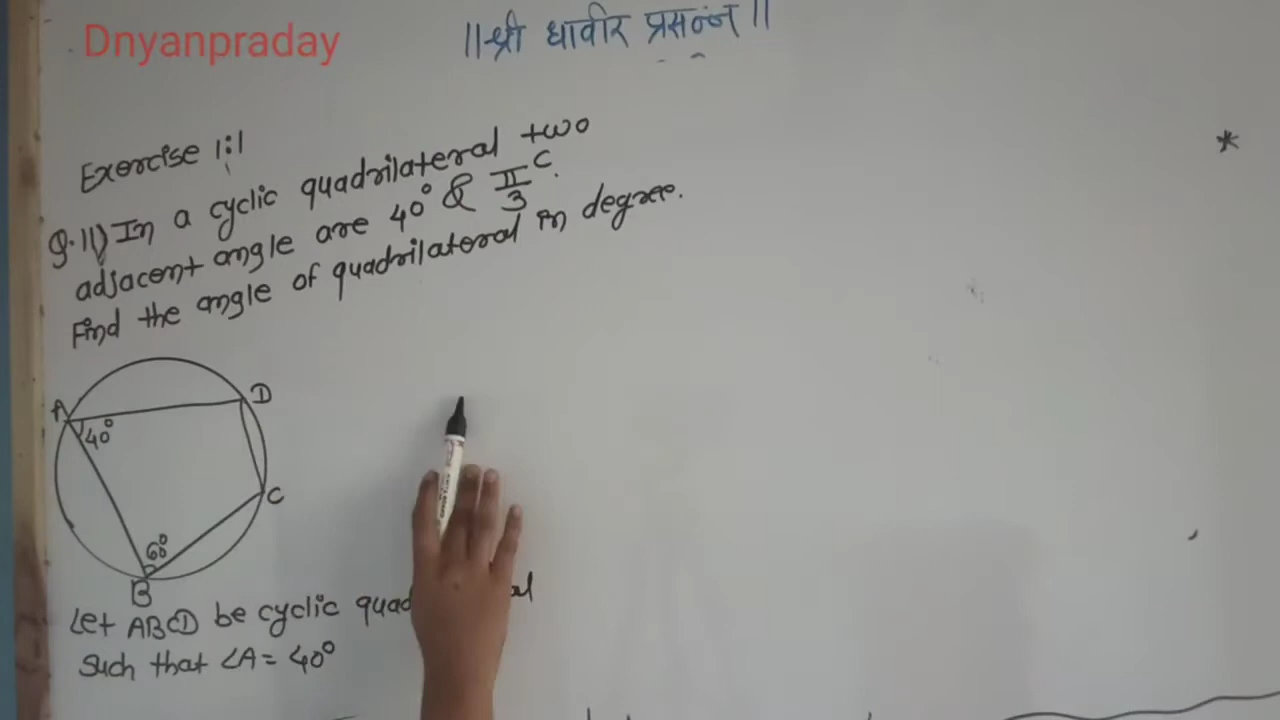 Dnyanpraday
||श्री धावीर प्रसन्न||
Exercise 1:1
Q.11) In a cyclic quadrilateral two
adjacent angle are 40° & π/3 ᶜ.
Find the angle of quadrilateral in degree.
A
D
40°
C
60°
B
Let ABCD be cyclic
such that ∠A = 40°
*